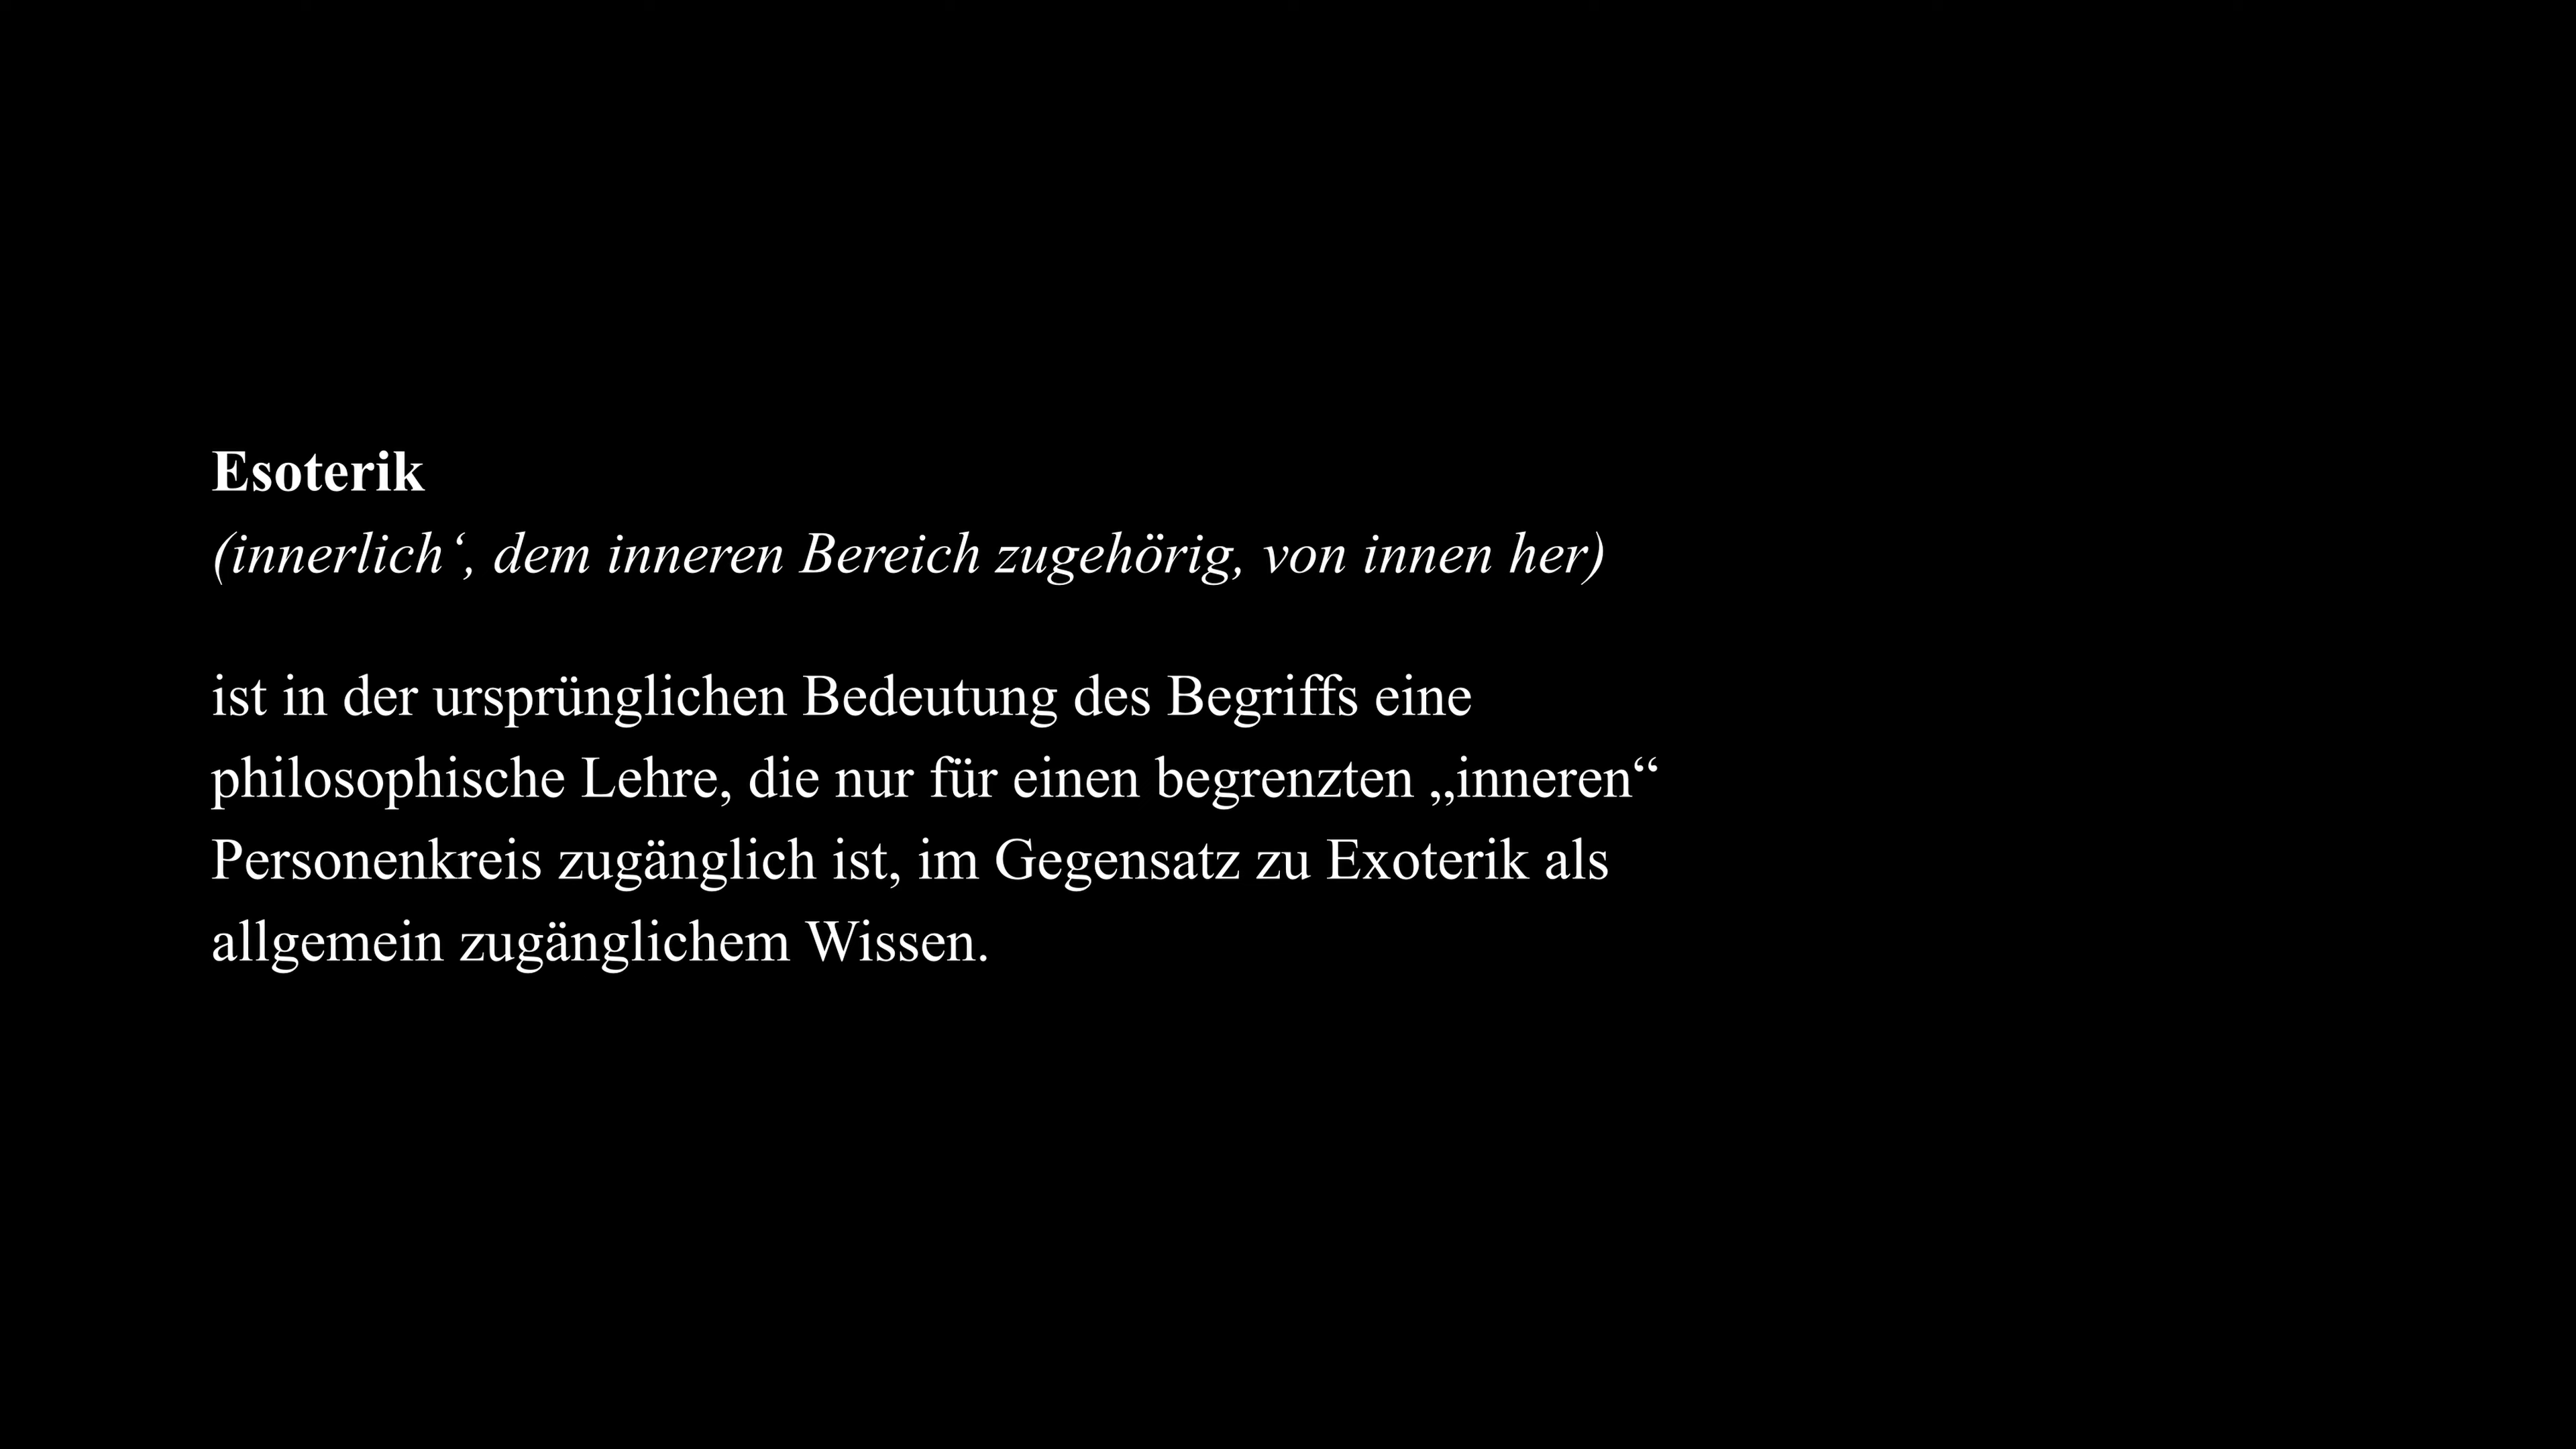 Esoterik
(innerlich‘, dem inneren Bereich zugehörig, von innen her)
ist in der ursprünglichen Bedeutung des Begriffs eine
philosophische Lehre, die nur für einen begrenzten „inneren“
Personenkreis zugänglich ist, im Gegensatz zu Exoterik als
allgemein zugänglichem Wissen.